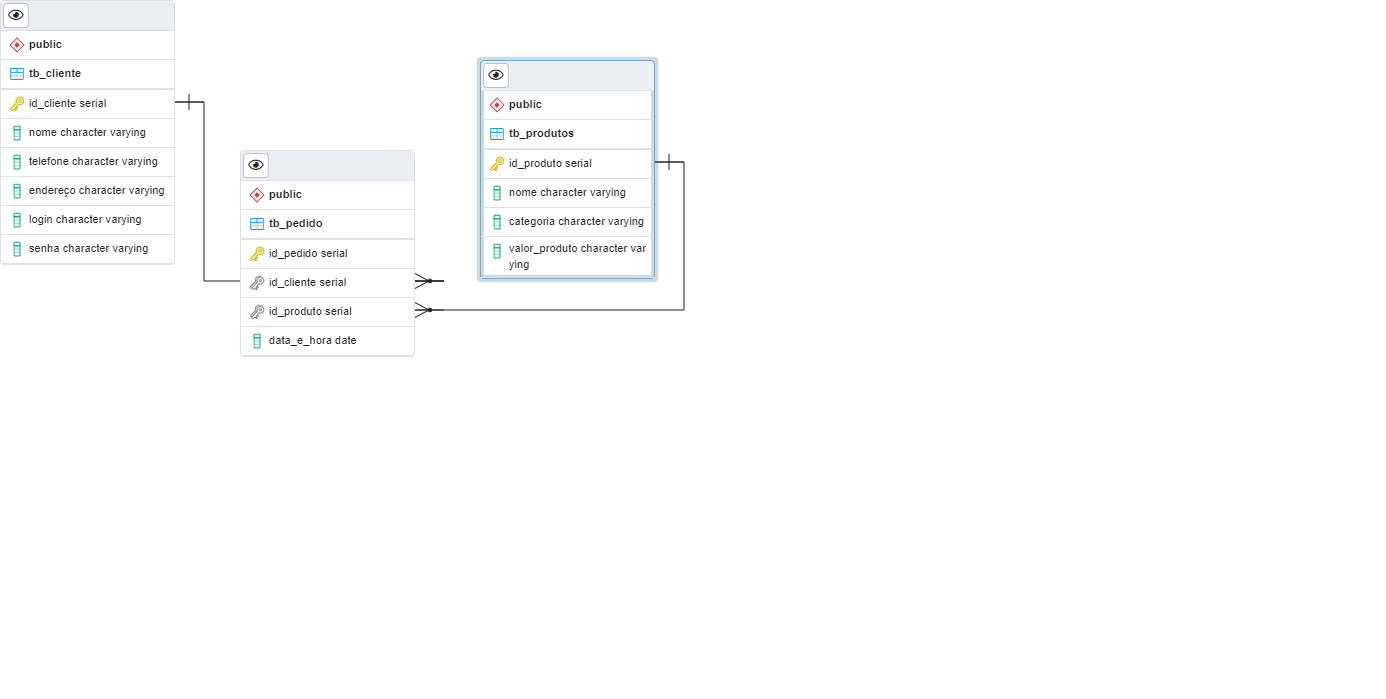 public
tb_cliente
id_cliente serial
nome character varying
telefone character varying
endereço character varying
login character varying
senha character varying
public
tb_pedido
id_pedido serial
id_cliente serial
id_produto serial
data_e_hora date
public
tb_produtos
id_produto serial
nome character varying
categoria character varying
valor_produto character var
ying